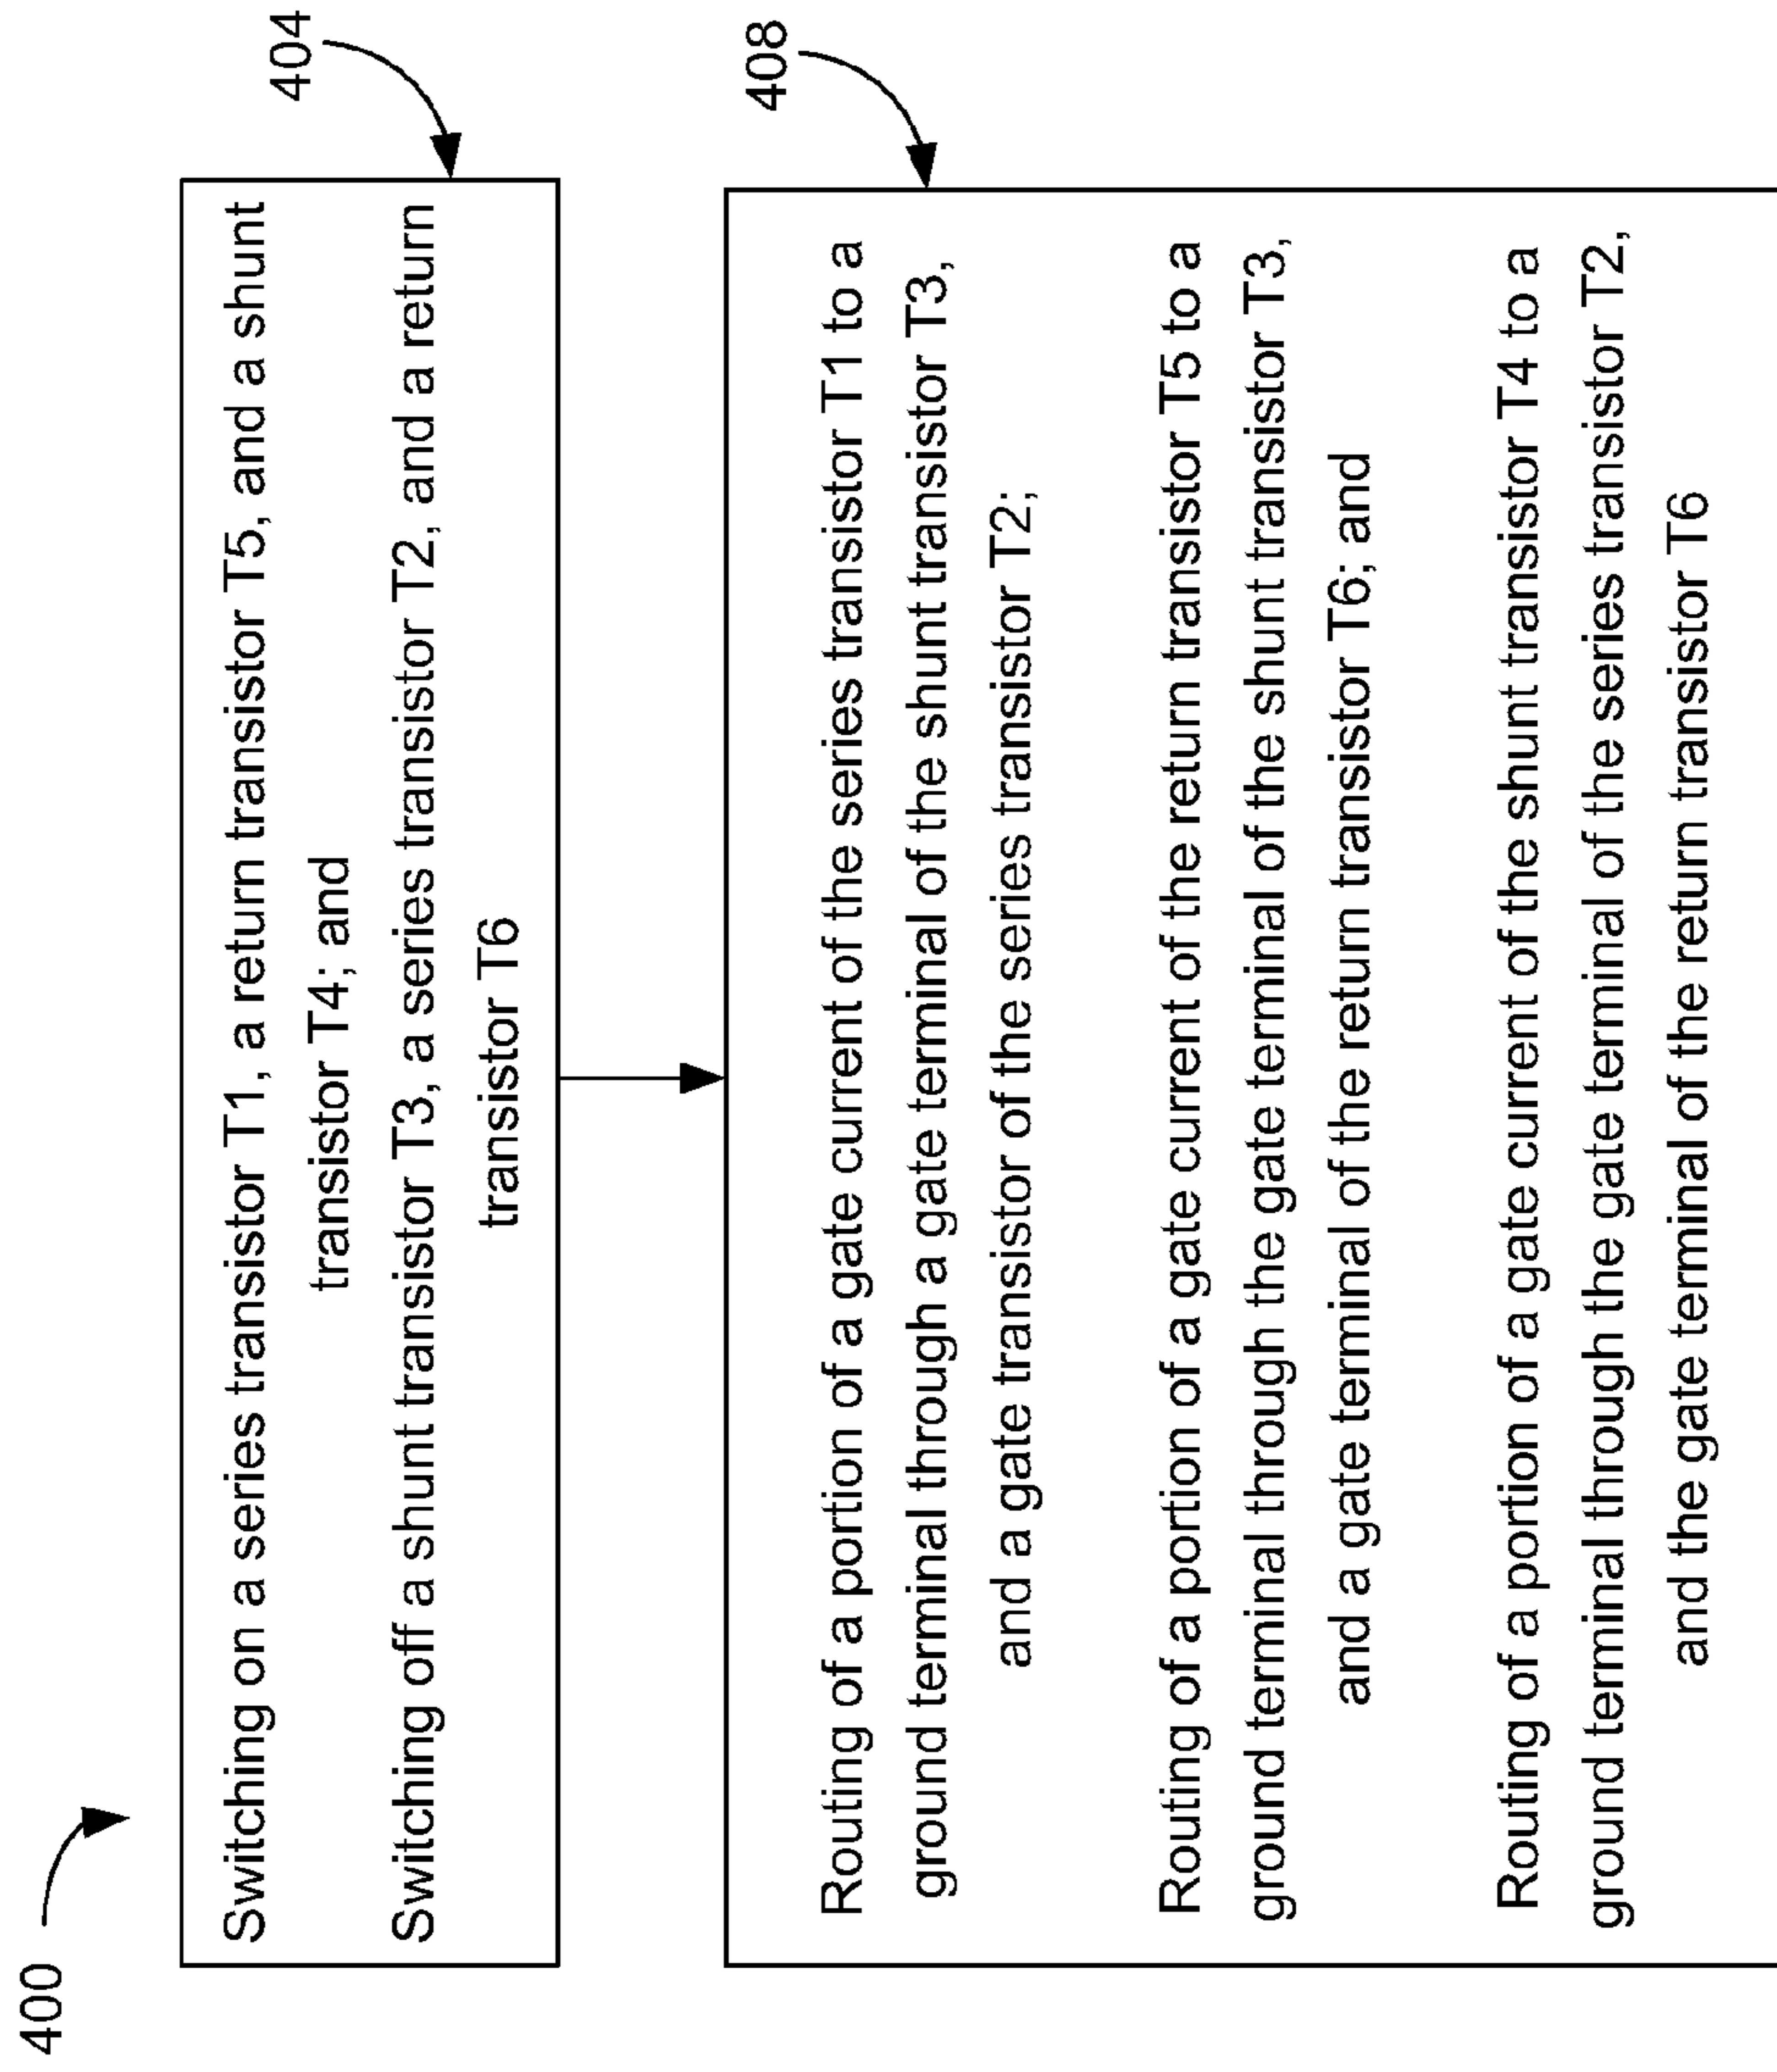 400
404
Switching on a series transistor T1, a return transistor T5, and a shunt
transistor T4; and
Switching off a shunt transistor T3, a series transistor T2, and a return
transistor T6
408
Routing of a portion of a gate current of the series transistor T1 to a
ground terminal through a gate terminal of the shunt transistor T3,
and a gate transistor of the series transistor T2;
Routing of a portion of a gate current of the return transistor T5 to a
ground terminal through the gate terminal of the shunt transistor T3,
and a gate terminal of the return transistor T6; and
Routing of a portion of a gate current of the shunt transistor T4 to a
ground terminal through the gate terminal of the series transistor T2,
and the gate terminal of the return transistor T6